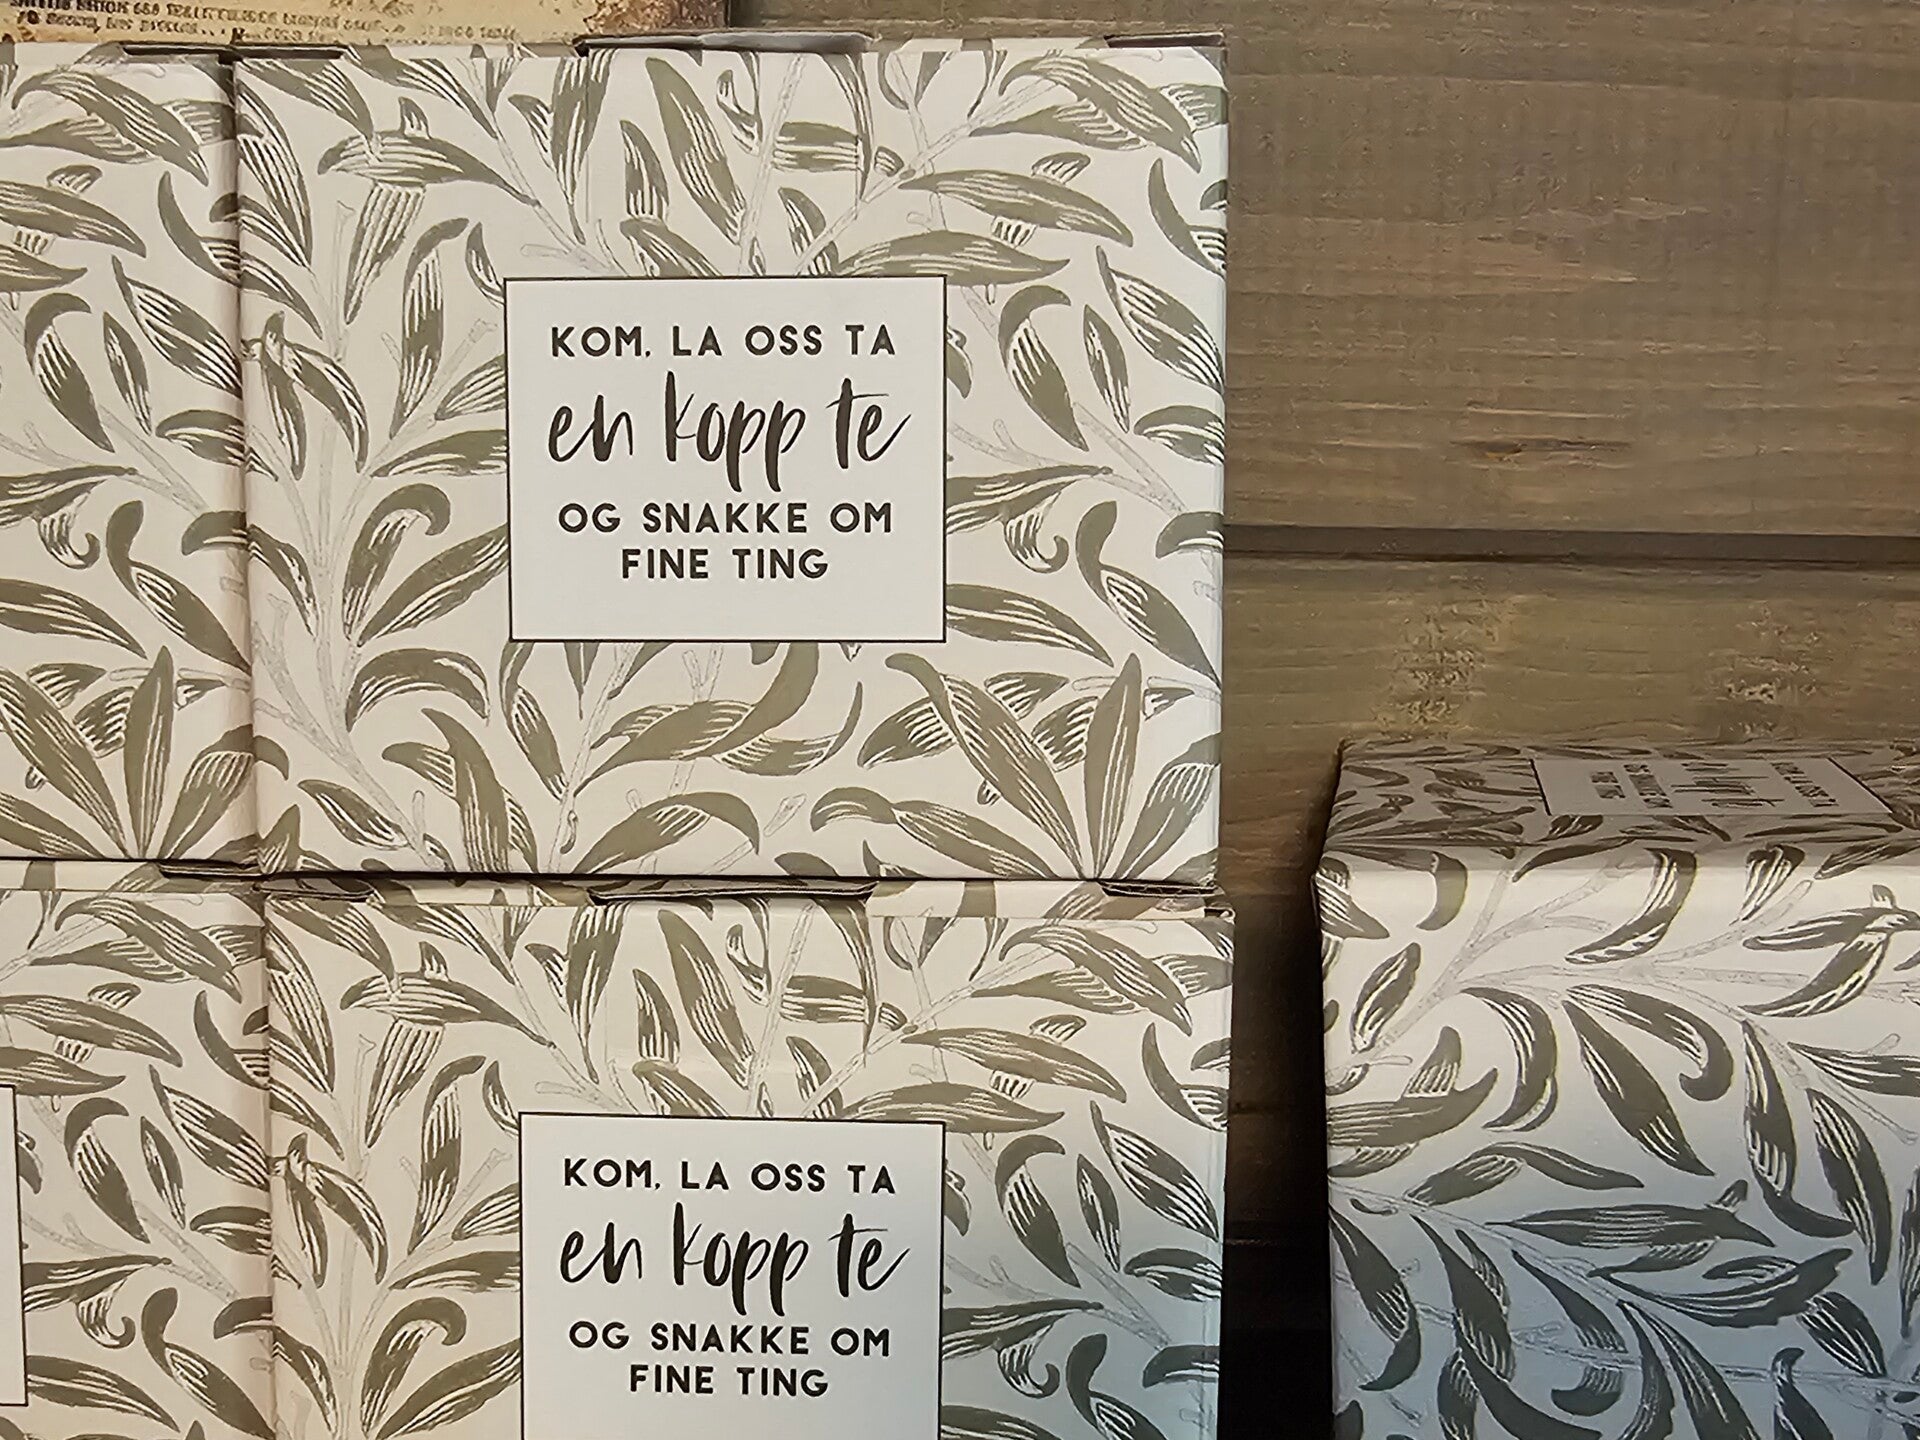 KOM, LA OSS TA
en kopp te
OG SNAKKE OM
FINE TING
KOM, LA OSS TA
en kopp te
OG SNAKKE OM
FINE TING